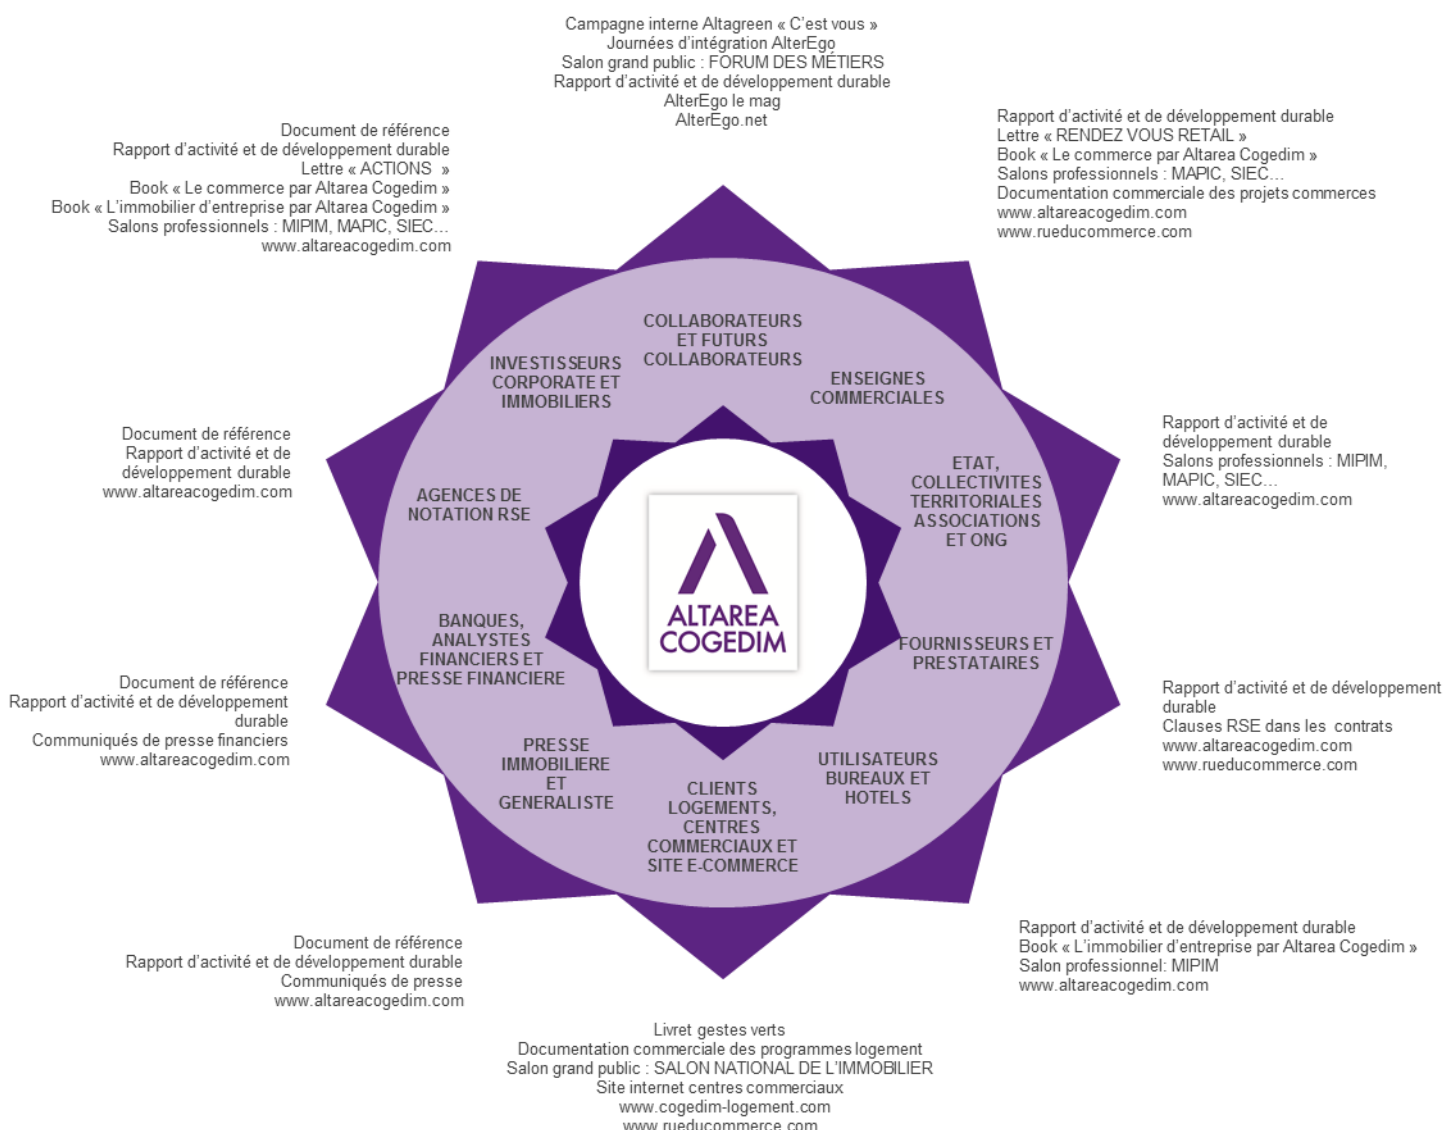 Campagne interne Altagreen « C'est vous »
Journées d'intégration AlterEgo
Salon grand public : FORUM DES MÉTIERS
Rapport d'activité et de développement durable
AlterEgo le mag
AlterEgo.net
Document de référence
Rapport d'activité et de développement durable
Lettre « ACTIONS  »
Book « Le commerce par Altarea Cogedim »
Book « L'immobilier d'entreprise par Altarea Cogedim »
Salons professionnels : MIPIM, MAPIC, SIEC…
www.altareacogedim.com
Rapport d'activité et de développement durable
Lettre « RENDEZ VOUS RETAIL »
Book « Le commerce par Altarea Cogedim »
Salons professionnels : MAPIC, SIEC…
Documentation commerciale des projets commerces
www.altareacogedim.com
www.rueducommerce.com
COLLABORATEURS
ET FUTURS
COLLABORATEURS
INVESTISSEURS
CORPORATE ET
IMMOBILIERS
ENSEIGNES
COMMERCIALES
Document de référence
Rapport d'activité et de
développement durable
www.altareacogedim.com
AGENCES DE
NOTATION RSE
ETAT,
COLLECTIVITES
TERRITORIALES
ASSOCIATIONS
ET ONG
Rapport d'activité et de
développement durable
Salons professionnels : MIPIM,
MAPIC, SIEC…
www.altareacogedim.com
ALTAREA
COGEDIM
BANQUES,
ANALYSTES
FINANCIERS ET
PRESSE FINANCIERE
FOURNISSEURS ET
PRESTATAIRES
Document de référence
Rapport d'activité et de développement
durable
Communiqués de presse financiers
www.altareacogedim.com
Rapport d'activité et de développement
durable
Clauses RSE dans les  contrats
www.altareacogedim.com
www.rueducommerce.com
PRESSE
IMMOBILIERE
ET
GENERALISTE
CLIENTS
LOGEMENTS,
CENTRES
COMMERCIAUX ET
SITE E-COMMERCE
UTILISATEURS
BUREAUX ET
HOTELS
Document de référence
Rapport d'activité et de développement durable
Communiqués de presse
www.altareacogedim.com
Rapport d'activité et de développement durable
Book « L'immobilier d'entreprise par Altarea Cogedim »
Salon professionnel: MIPIM
www.altareacogedim.com
Livret gestes verts
Documentation commerciale des programmes logement
Salon grand public : SALON NATIONAL DE L'IMMOBILIER
Site internet centres commerciaux
www.cogedim-logement.com
www.rueducommerce.com